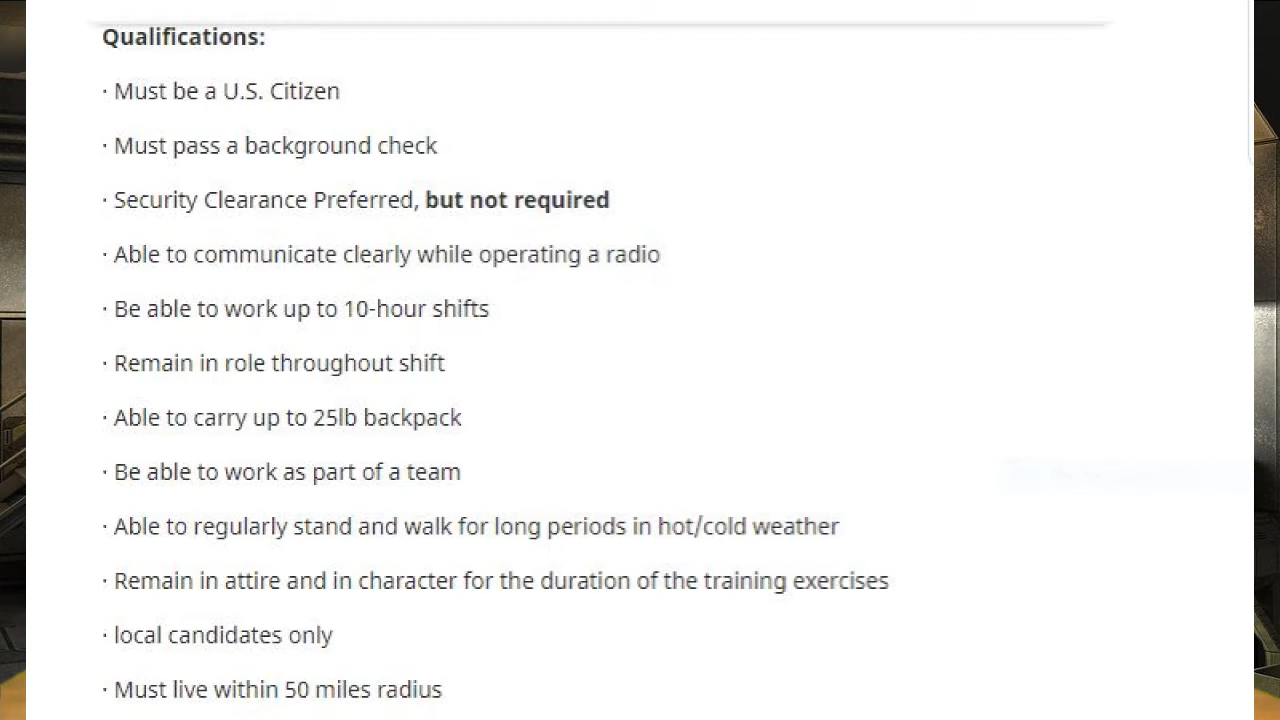 Qualifications:
· Must be a U.S. Citizen
· Must pass a background check
· Security Clearance Preferred, but not required
· Able to communicate clearly while operating a radio
· Be able to work up to 10-hour shifts
· Remain in role throughout shift
· Able to carry up to 25lb backpack
· Be able to work as part of a team
· Able to regularly stand and walk for long periods in hot/cold weather
· Remain in attire and in character for the duration of the training exercises
· local candidates only
· Must live within 50 miles radius